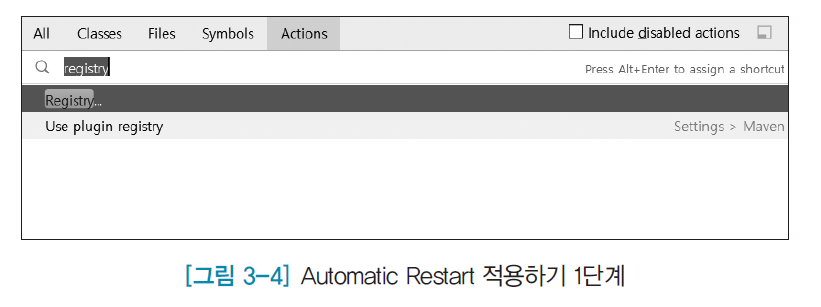 All Classes Files Symbols Actions Include disabled actions
registry Press Alt+Enter to assign a shortcut
Registry...
Use plugin registry Settings > Maven
[그림 3-4] Automatic Restart 적용하기 1단계